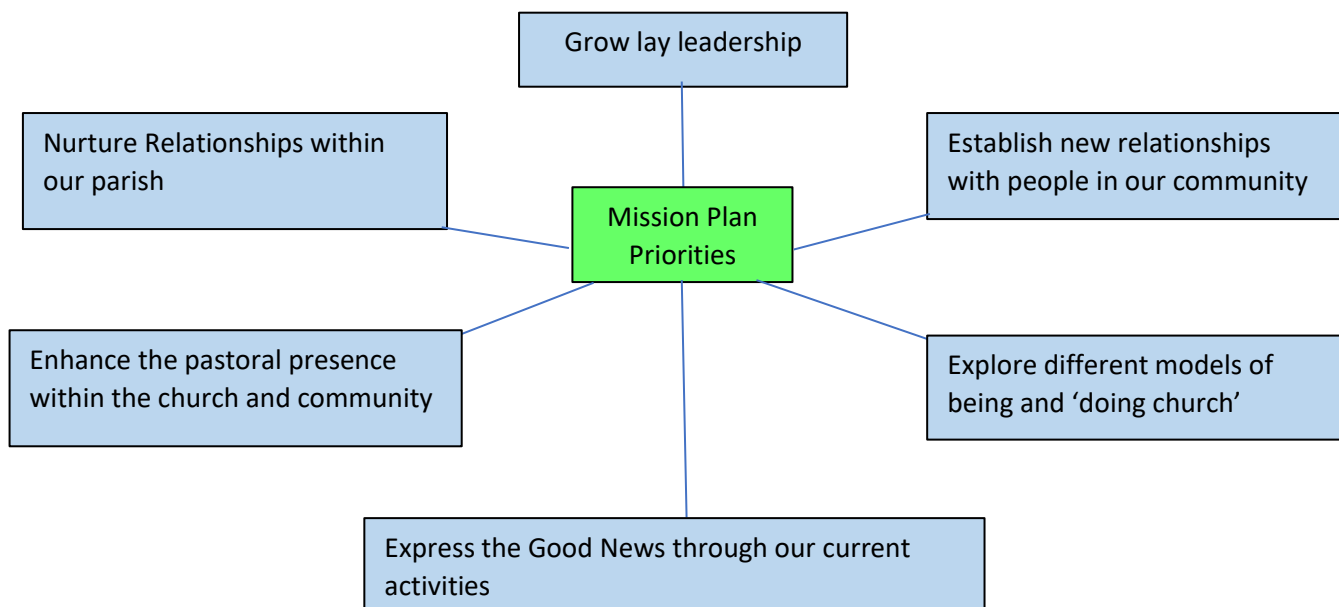 Grow lay leadership
Nurture Relationships within
our parish
Establish new relationships
with people in our community
Mission Plan
Priorities
Enhance the pastoral presence
within the church and community
Explore different models of
being and ‘doing church’
Express the Good News through our current
activities